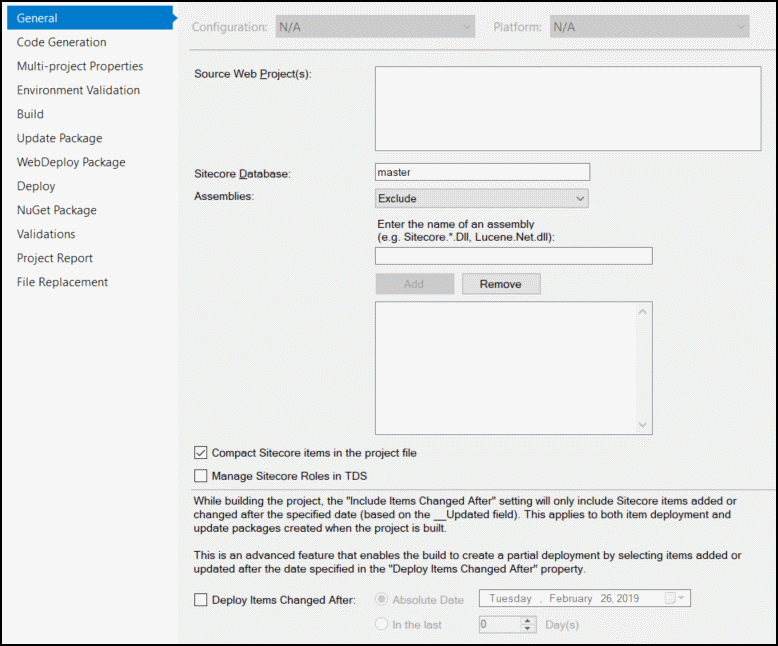 General
Code Generation
Multi-project Properties
Environment Validation
Build
Update Package
WebDeploy Package
Deploy
NuGet Package
Validations
Project Report
File Replacement
Configuration: N/A Platform: N/A
Source Web Project(s):
Sitecore Database: master
Assemblies: Exclude
Enter the name of an assembly
(e.g. Sitecore.*.Dll, Lucene.Net.dll):
Add Remove
Compact Sitecore items in the project file
Manage Sitecore Roles in TDS
While building the project, the "Include Items Changed After" setting will only include Sitecore items added or
changed after the specified date (based on the __Updated field). This applies to both item deployment and
update packages created when the project is built.
This is an advanced feature that enables the build to create a partial deployment by selecting items added or
updated after the date specified in the "Deploy Items Changed After" property.
Deploy Items Changed After: Absolute Date Tuesday , February 26, 2019
In the last 0 Day(s)